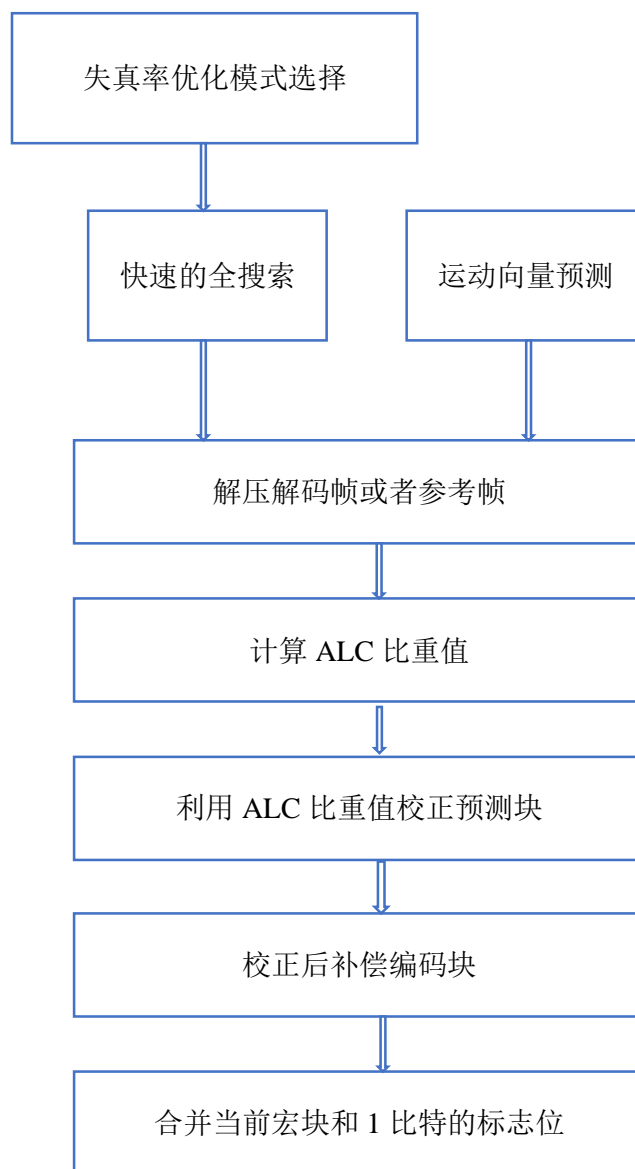 失真率优化模式选择
快速的全搜索
运动向量预测
解压解码帧或者参考帧
计算 ALC 比重值
利用 ALC 比重值校正预测块
校正后补偿编码块
合并当前宏块和 1 比特的标志位